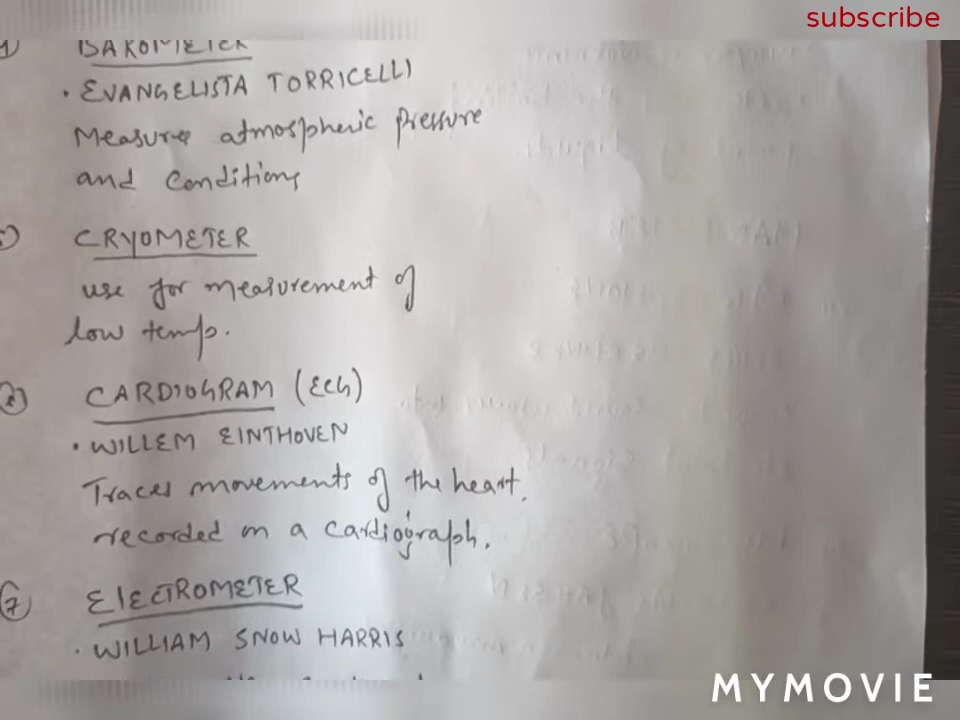 subscribe
BAROMETER
• EVANGELISTA TORRICELLI
Measure atmospheric pressure
and Conditions
CRYOMETER
use for measurement of
low temp.
CARDIOGRAM (ECG)
• WILLEM EINTHOVEN
Traces movements of the heart,
recorded on a cardiograph.
7 ELECTROMETER
• WILLIAM SNOW HARRIS
MYMOVIE